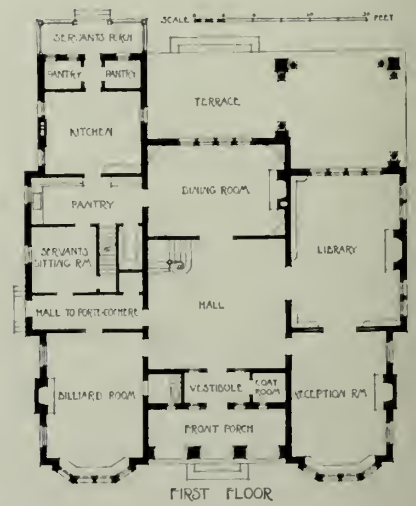 SCALE FEET
SERVANTS PORCH
PANTRY PANTRY
TERRACE
KITCHEN
DINING ROOM
PANTRY
SERVANTS
SITTING RM
LIBRARY
HALL
HALL TO PORTE-COCHERE
BILLIARD ROOM
VESTIBULE
COAT
ROOM
RECEPTION RM
FRONT PORCH
FIRST FLOOR